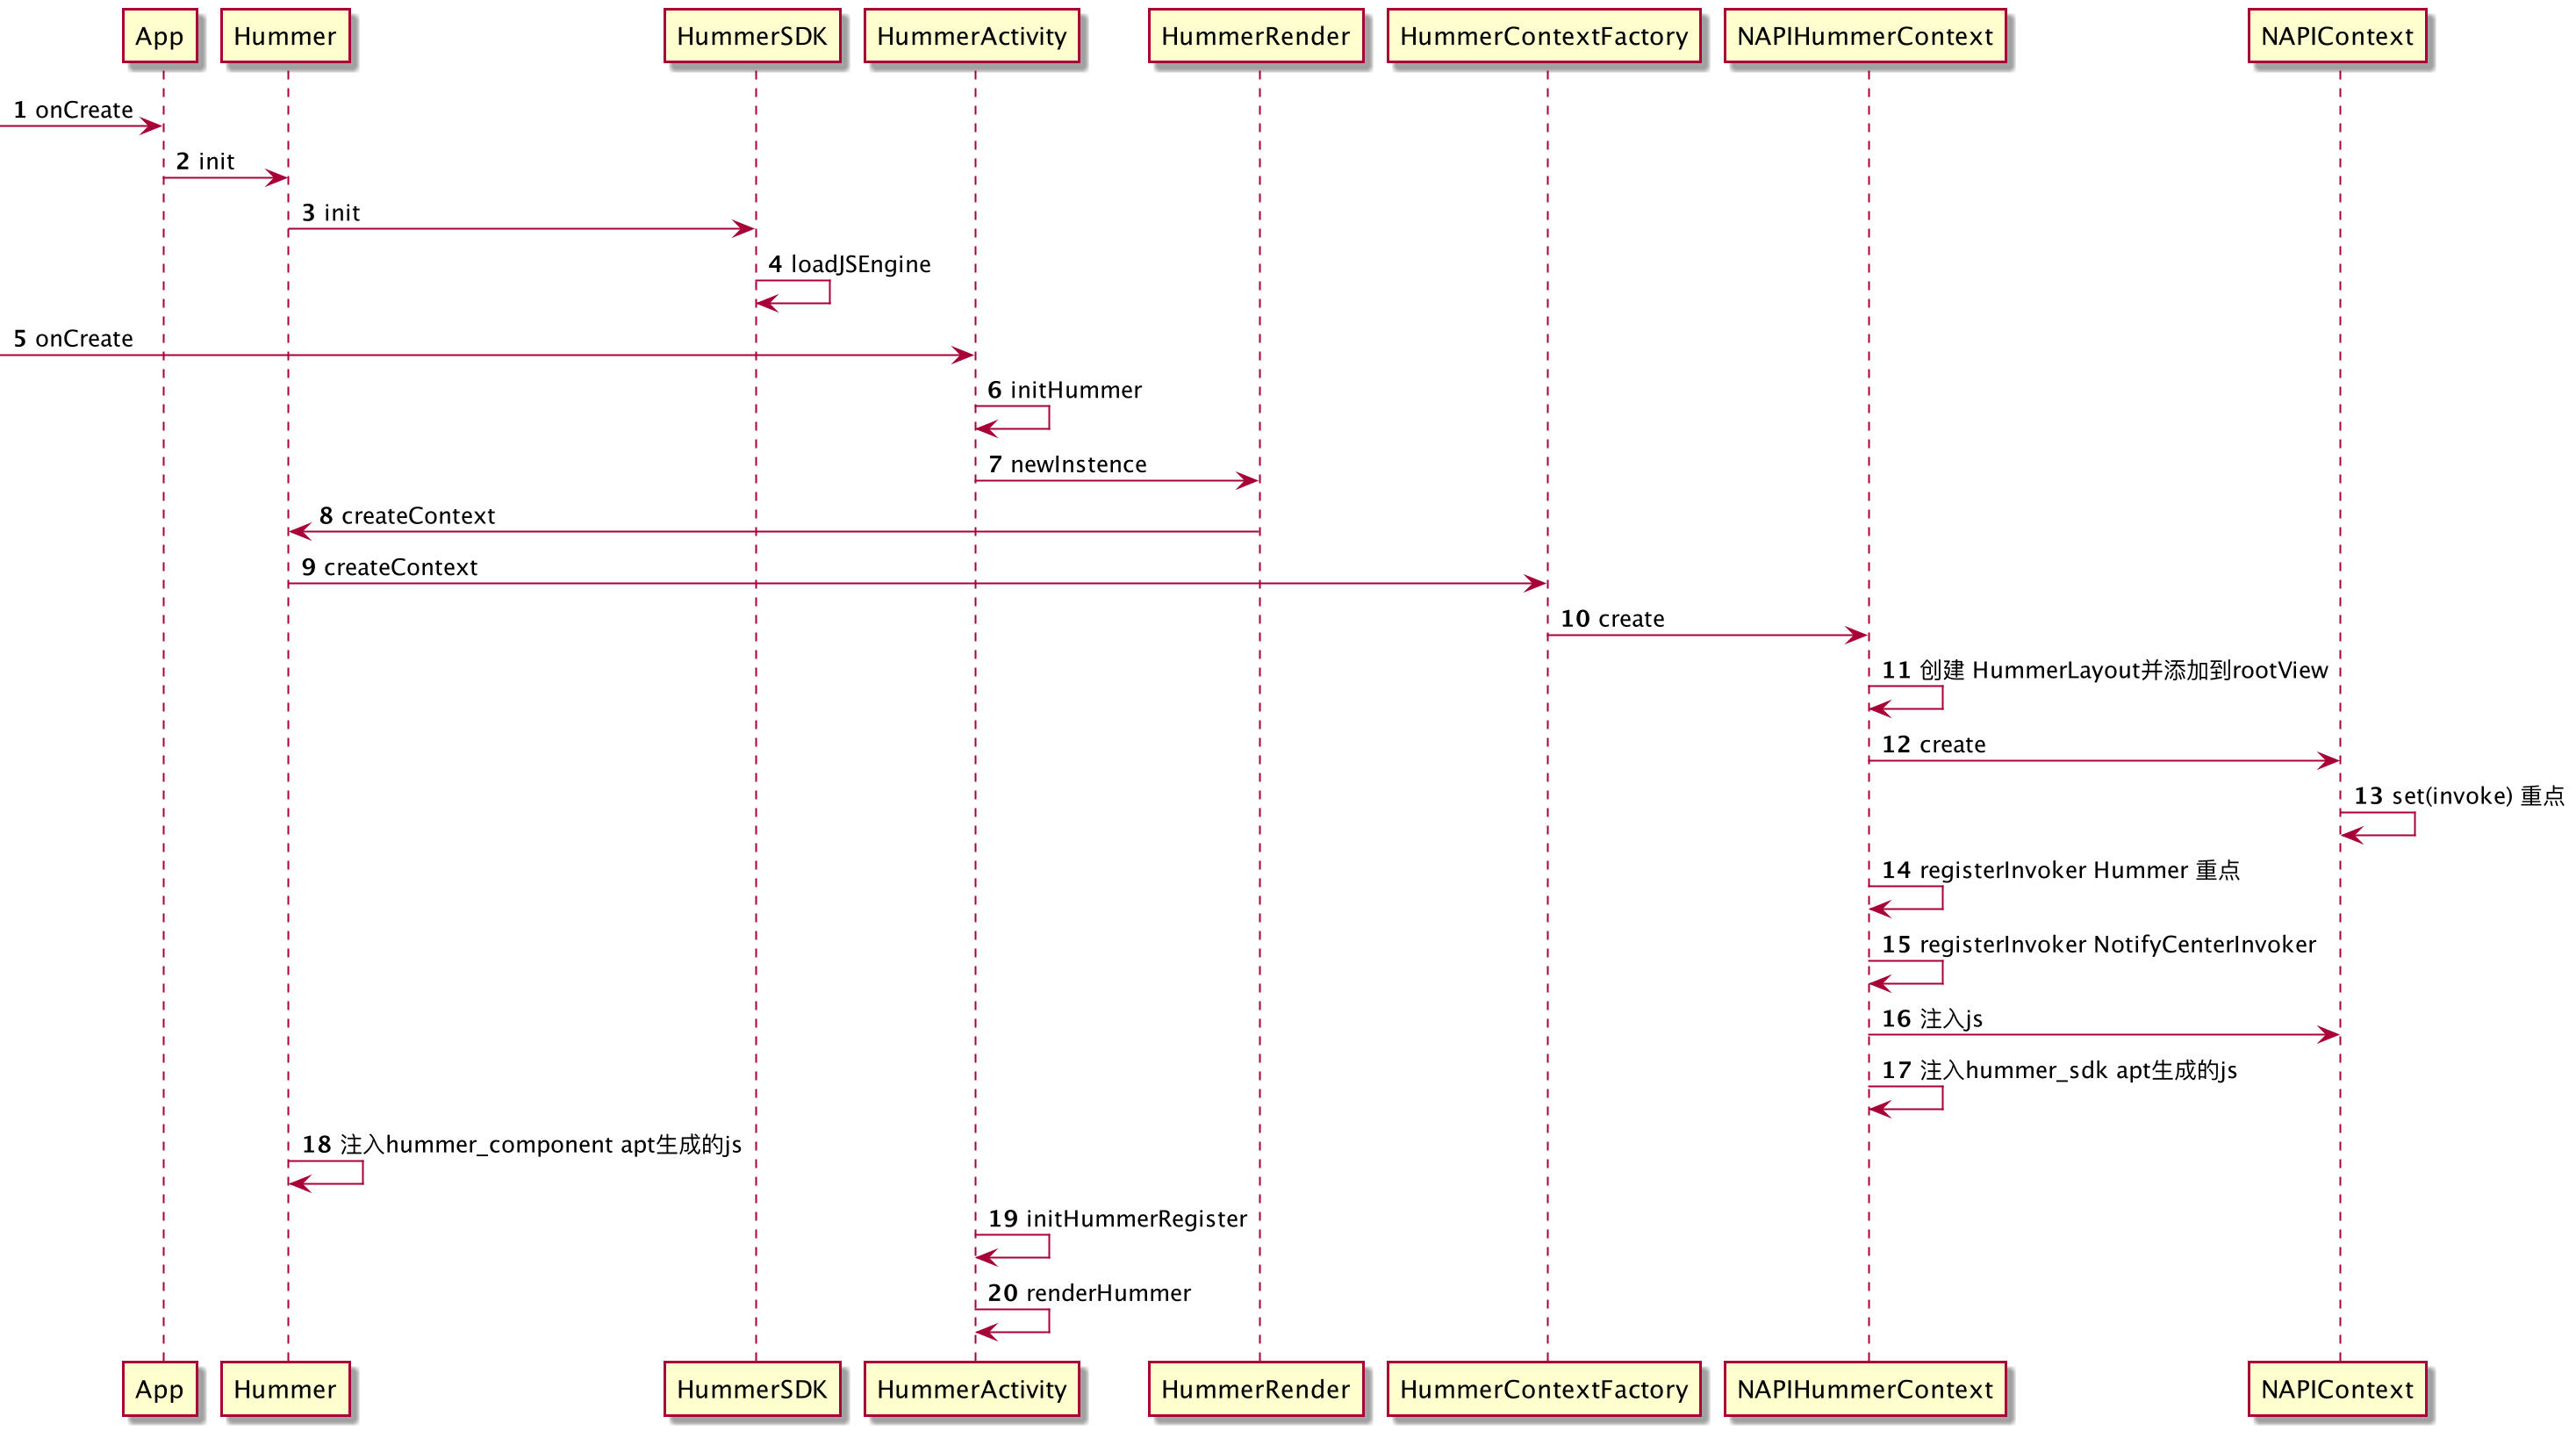 App Hummer HummerSDK HummerActivity HummerRender HummerContextFactory NAPIHummerContext NAPIContext
1 onCreate
2 init
3 init
4 loadJSEngine
5 onCreate
6 initHummer
7 newInstence
8 createContext
9 createContext
10 create
11 创建 HummerLayout并添加到rootView
12 create
13 set(invoke) 重点
14 registerInvoker Hummer 重点
15 registerInvoker NotifyCenterInvoker
16 注入js
17 注入hummer_sdk apt生成的js
18 注入hummer_component apt生成的js
19 initHummerRegister
20 renderHummer
App Hummer HummerSDK HummerActivity HummerRender HummerContextFactory NAPIHummerContext NAPIContext